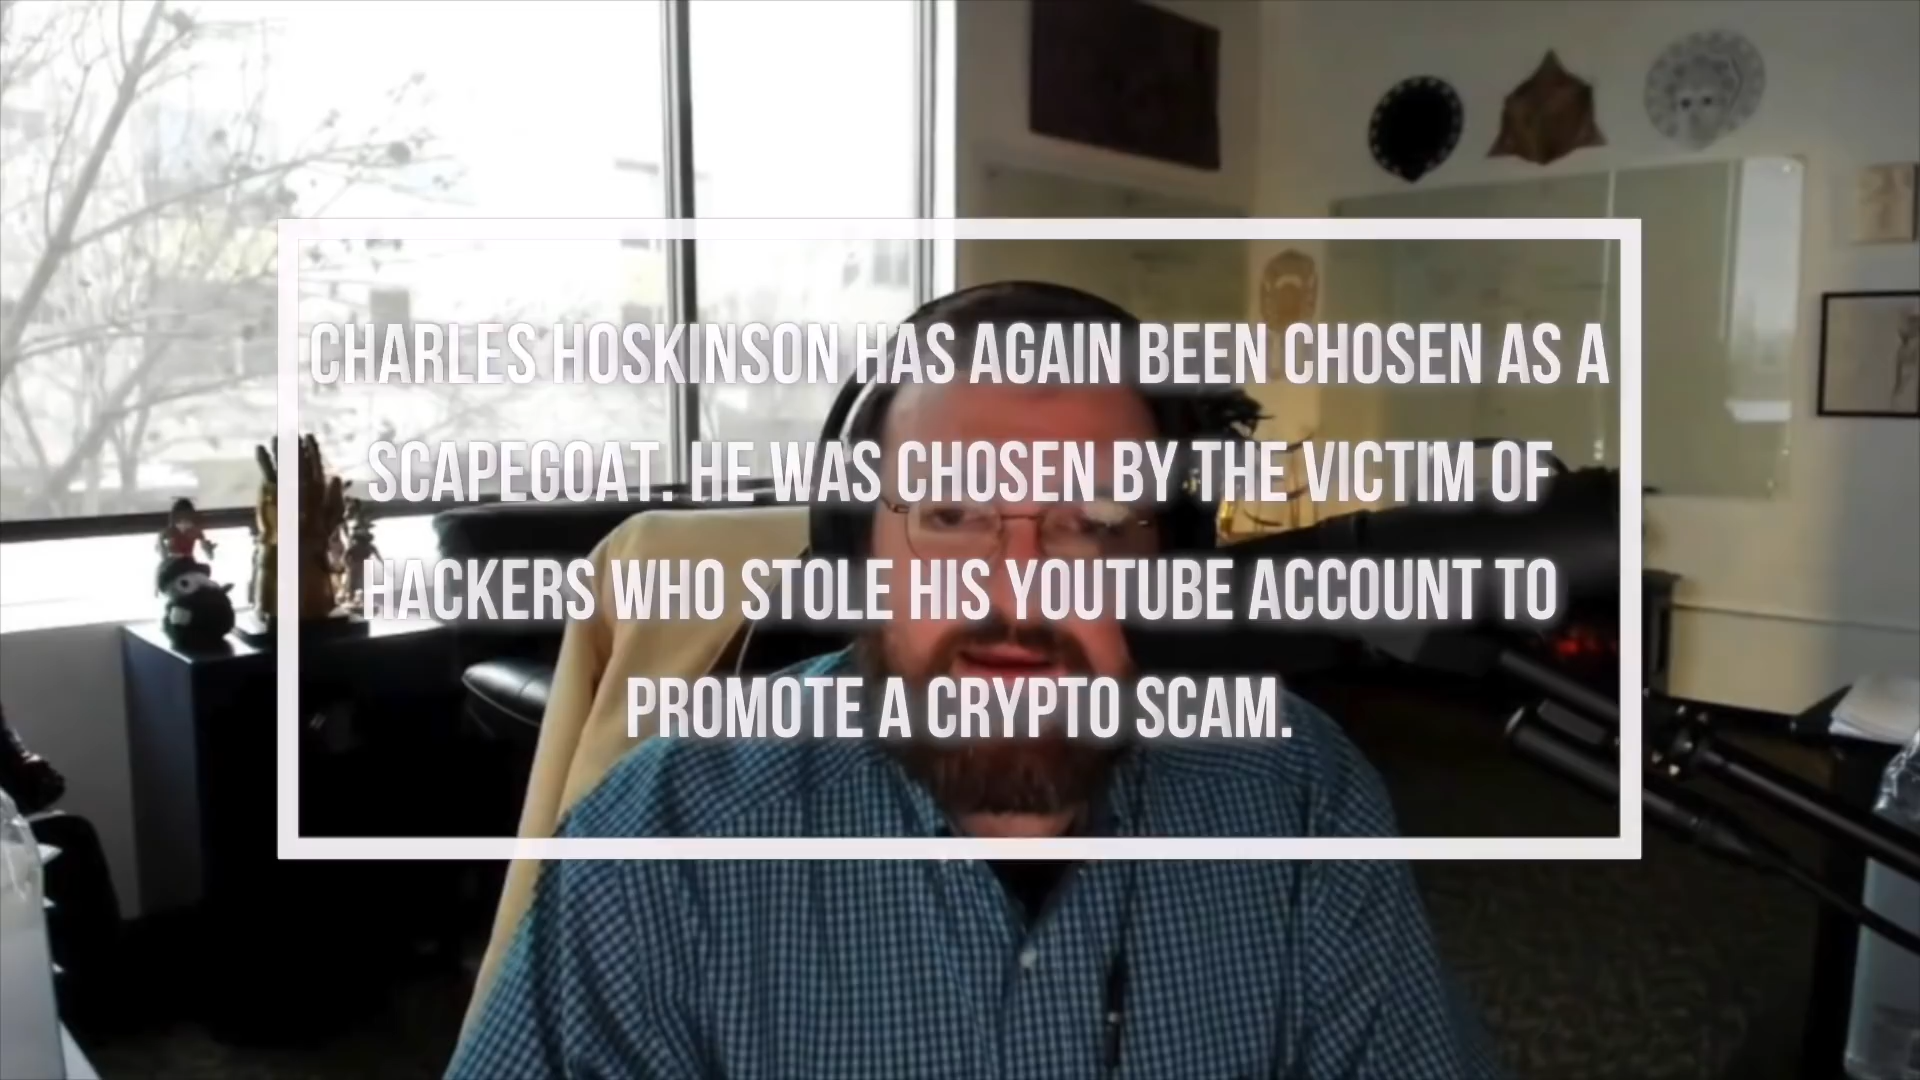 CHARLES HOSKINSON HAS AGAIN BEEN CHOSEN AS A
SCAPEGOAT. HE WAS CHOSEN BY THE VICTIM OF
HACKERS WHO STOLE HIS YOUTUBE ACCOUNT TO
PROMOTE A CRYPTO SCAM.